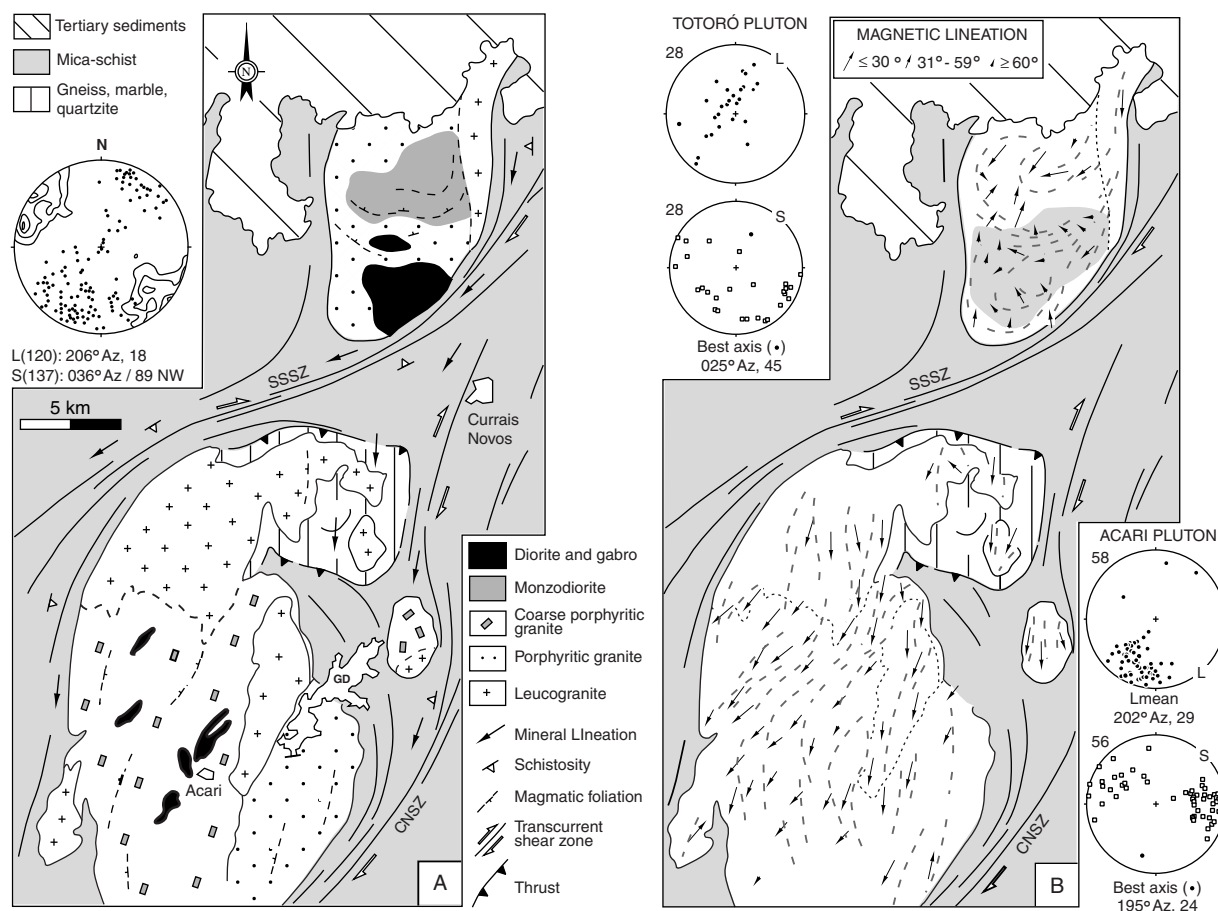 Tertiary sediments
Mica-schist
Gneiss, marble,
quartzite
N
N
L(120): 206° Az, 18
S(137): 036° Az / 89 NW
5 km
SSSZ
Currais
Novos
GD
Acari
CNSZ
A
Diorite and gabro
Monzodiorite
Coarse porphyritic
granite
Porphyritic granite
Leucogranite
Mineral LIneation
Schistosity
Magmatic foliation
Transcurrent
shear zone
Thrust
TOTORÓ PLUTON
28
L
28
S
Best axis (•)
025° Az, 45
MAGNETIC LINEATION
≤ 30 ° 31°- 59° ≥ 60°
SSSZ
CNSZ
B
ACARI PLUTON
58
L
Lmean
202° Az, 29
56
S
Best axis (•)
195° Az, 24